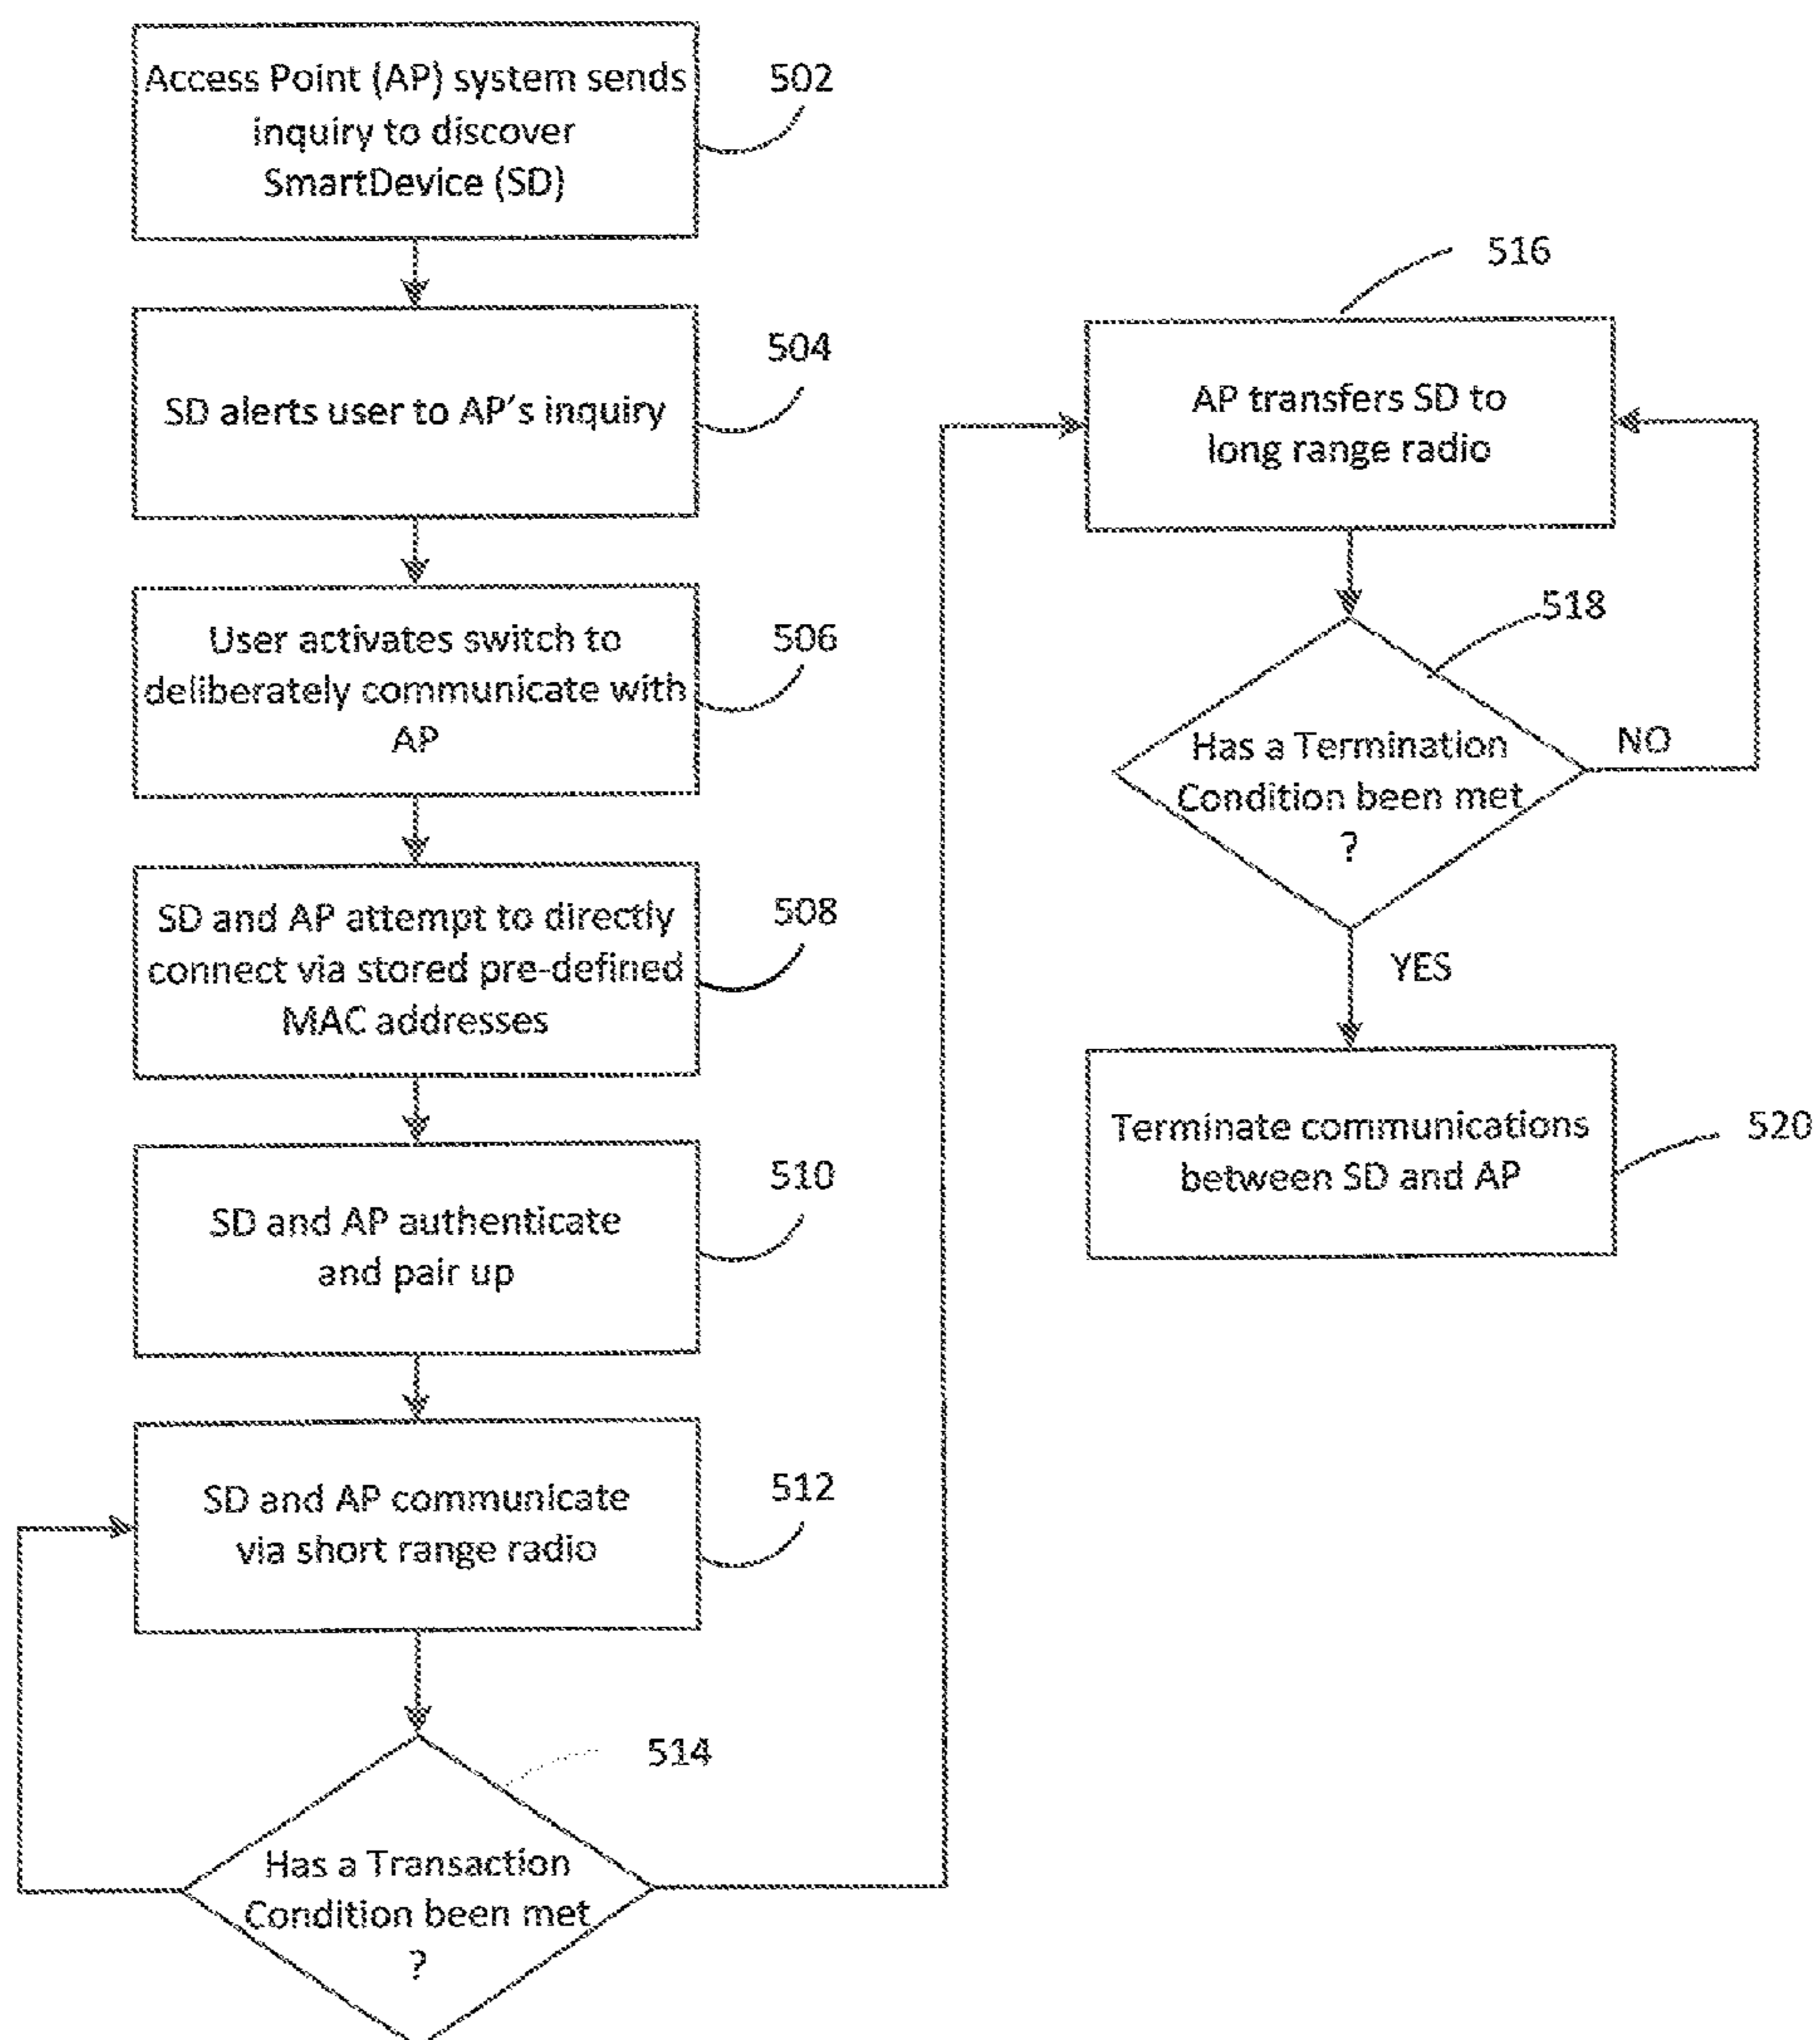 Access Point (AP) system sends
inquiry to discover
SmartDevice (SD)
502
SD alerts user to AP's inquiry
504
User activates switch to
deliberately communicate with
AP
506
SD and AP attempt to directly
connect via stored pre-defined
MAC addresses
508
SD and AP authenticate
and pair up
510
SD and AP communicate
via short range radio
512
Has a Transaction
Condition been met
?
514
516
AP transfers SD to
long range radio
518
Has a Termination
Condition been met
?
NO
YES
Terminate communications
between SD and AP
520